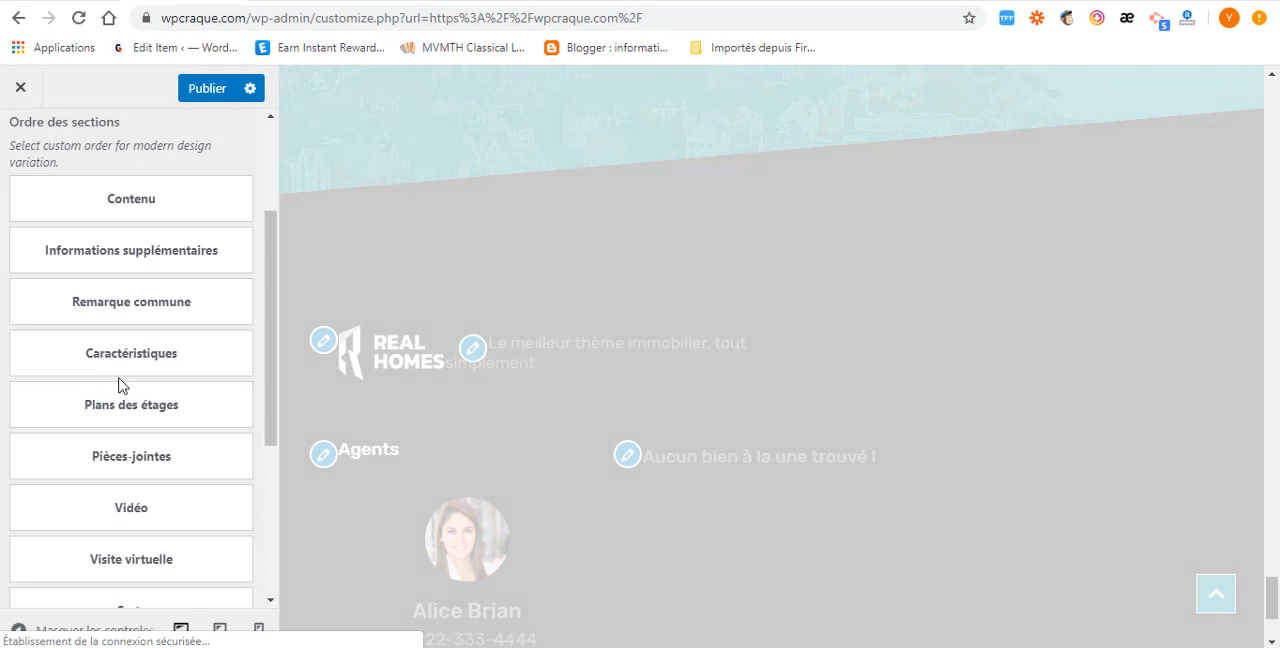 wpcraque.com/wp-admin/customize.php?url=https%3A%2F%2Fwpcraque.com%2F
Applications
Edit Item ‹ — Word...
Earn Instant Reward...
MVMTH Classical L...
Blogger : informati...
Importés depuis Fir...
Publier
Ordre des sections
Select custom order for modern design
variation.
Contenu
Informations supplémentaires
Remarque commune
Caractéristiques
Plans des étages
Pièces-jointes
Vidéo
Visite virtuelle
Établissement de la connexion sécurisée...
REAL
HOMES
Le meilleur thème immobilier, tout
simplement
Agents
Aucun bien à la une trouvé !
Alice Brian
22-333-4444